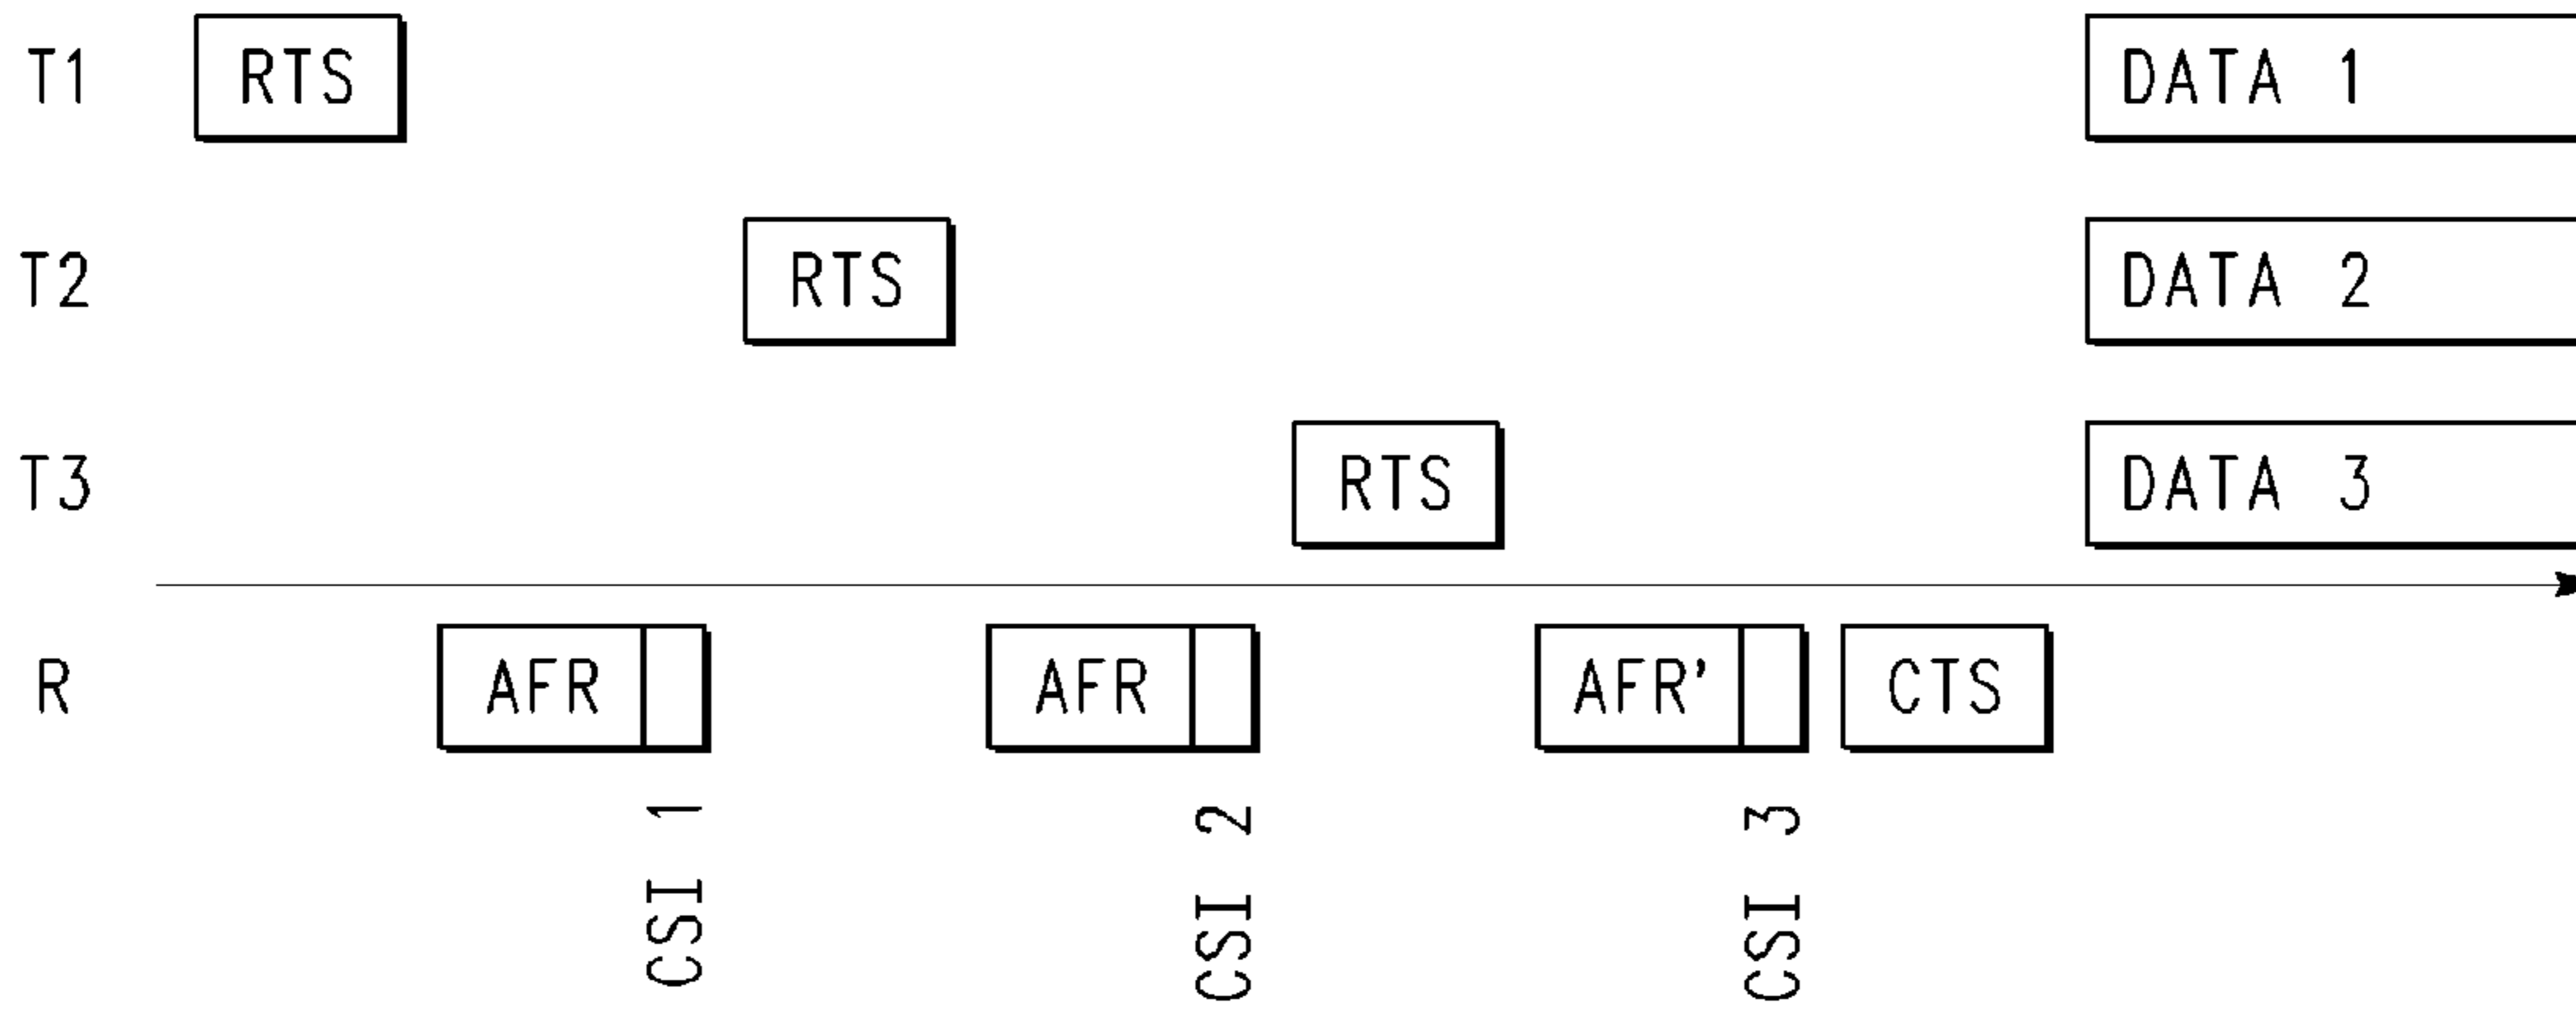 T1 RTS DATA 1
T2 RTS DATA 2
T3 RTS DATA 3
R AFR AFR AFR' CTS
CSI 1 CSI 2 CSI 3